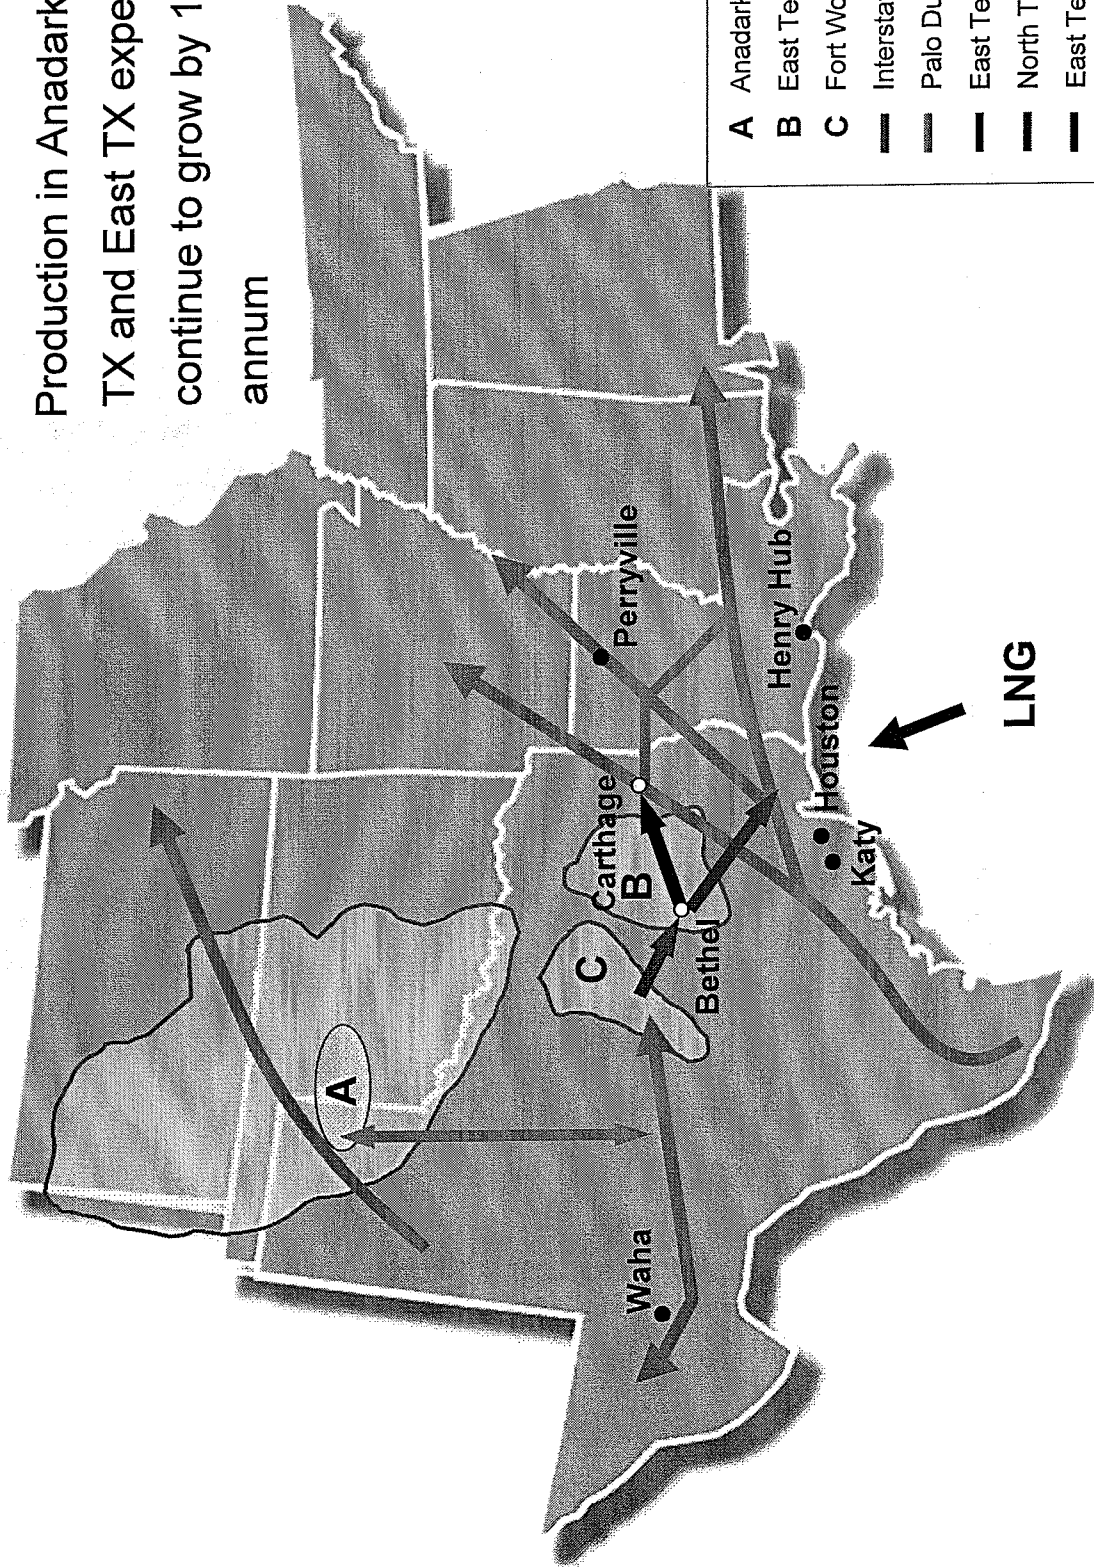 Production in Anadark
TX and East TX expe
continue to grow by 1
annum
A
Waha
C
B
Carthage
Bethel
Perryville
Katy
Houston
Henry Hub
LNG
A Anadark
B East Te
C Fort Wo
Interstat
Palo Du
East Te
North T
East Te